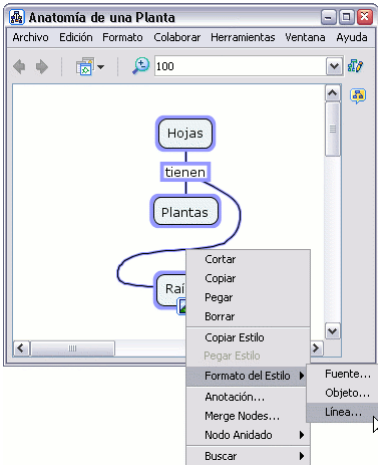 Anatomía de una Planta
Archivo Edición Formato Colaborar Herramientas Ventana Ayuda
100
Hojas
tienen
Plantas
Raí
Cortar
Copiar
Pegar
Borrar
Copiar Estilo
Pegar Estilo
Formato del Estilo
Fuente...
Objeto...
Línea...
Anotación...
Merge Nodes...
Nodo Anidado
Buscar